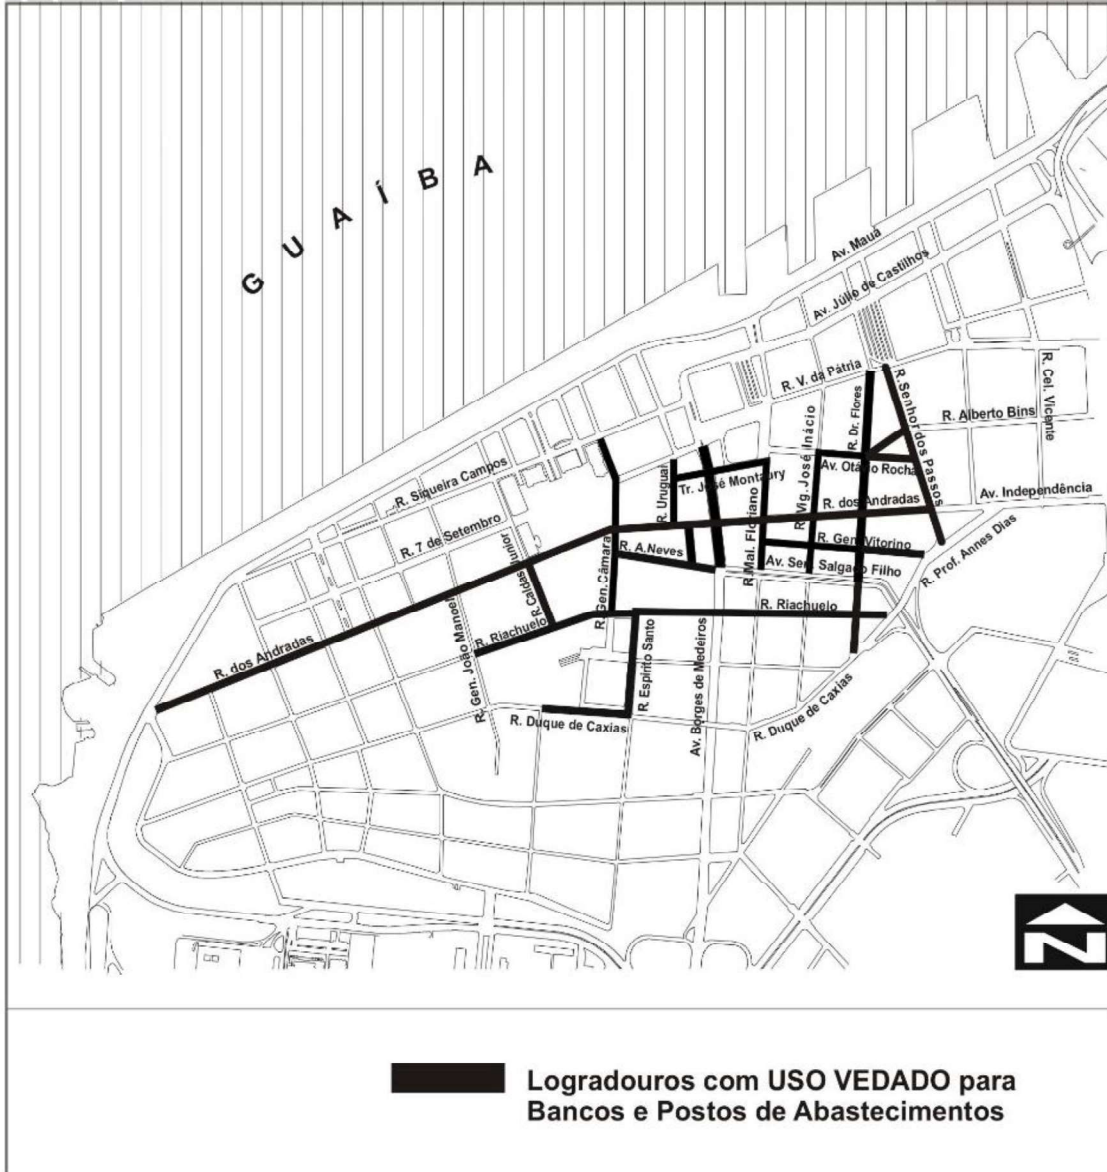 GUAÍBA
Av. Mauá
Av. Júlio de Castilhos
R. V. da Pátria
R. Cel. Vicente
R. Dr. Flores
R. Senhor dos Passos
R. Alberto Bins
R. Mg. José Inácio
R. Siqueira Campos
Av. Otávio Rocha
Tr. José Montaury
R. Uruguai
Av. Independência
R. dos Andradas
R. 7 de Setembro
R. Mal. Floriano
R. Gen. Vitorino
R. A.Neves
R. Caldas Junior
R. Gen. Câmara
Av. Sen. Salgado Filho
R. Prof. Annes Dias
R. Riachuelo
R. Riachuelo
R. dos Andradas
R. Gen. João Manoel
R. Espirito Santo
Av. Borges de Medeiros
R. Duque de Caxias
R. Duque de Caxias
N
Logradouros com USO VEDADO para
Bancos e Postos de Abastecimentos